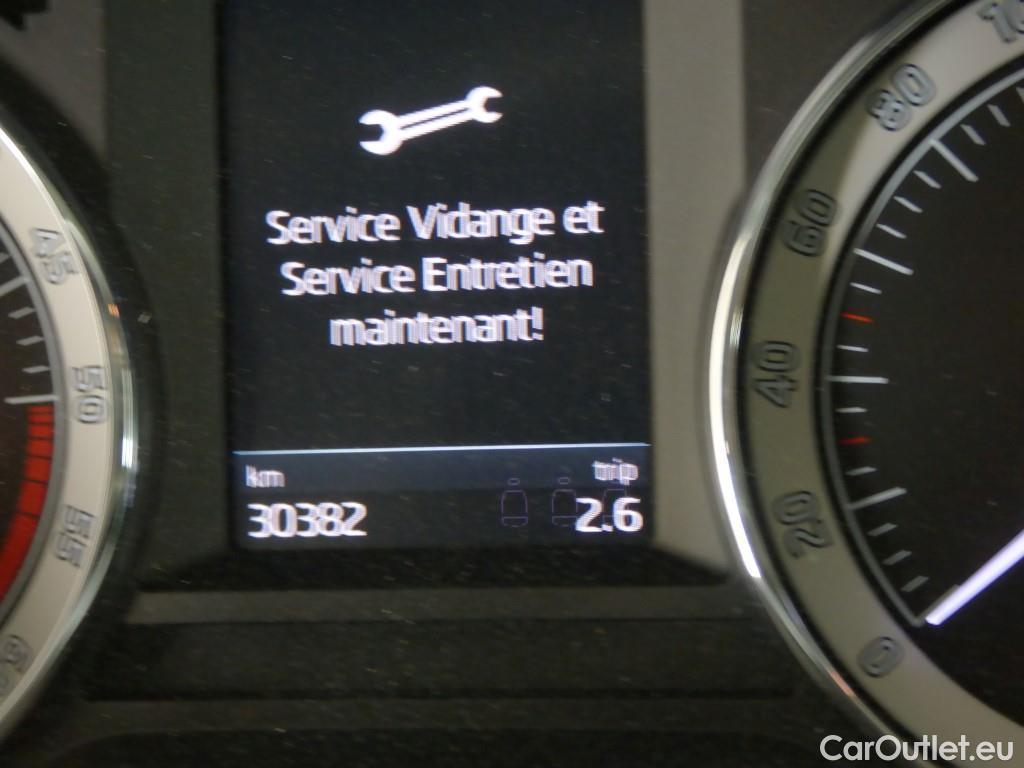 Service Vidange et
Service Entretien
maintenant!
km
trip
30382
2.6
45
50
55
80
60
40
20
0
CarOutlet.eu